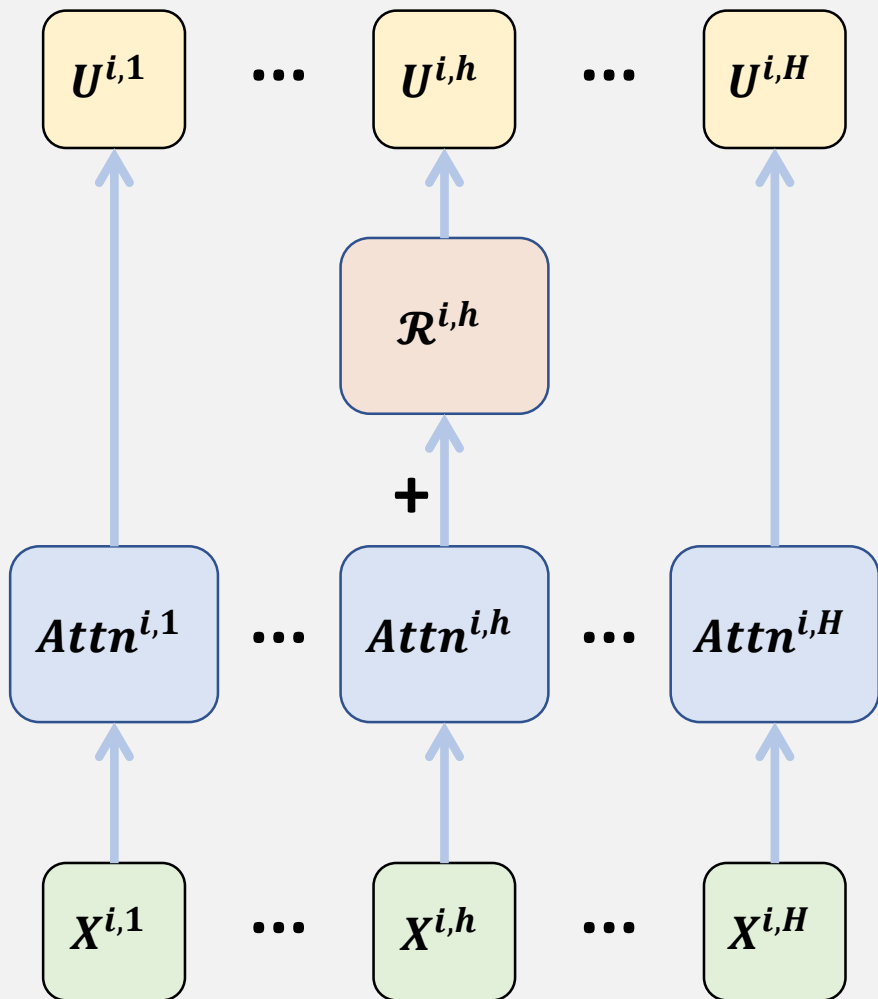 U^{i,1} ... U^{i,h} ... U^{i,H}
ℛ^{i,h}
+
Attn^{i,1} ... Attn^{i,h} ... Attn^{i,H}
X^{i,1} ... X^{i,h} ... X^{i,H}